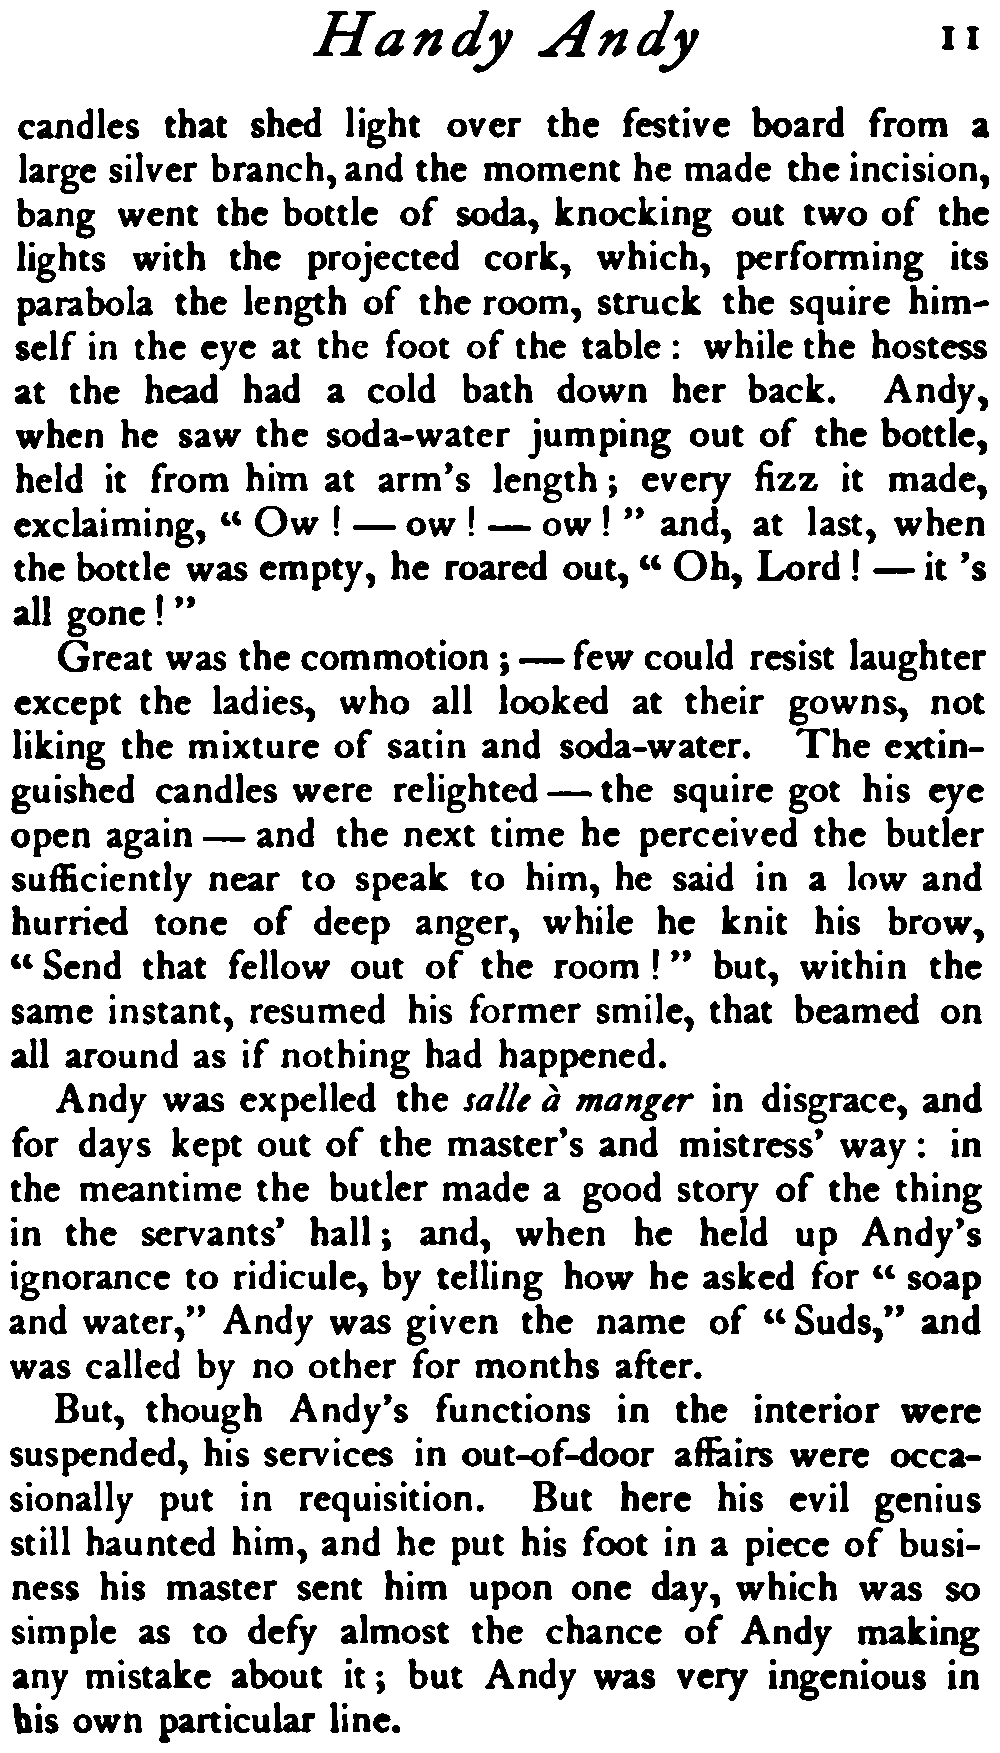 Handy Andy 11
candles that shed light over the festive board from a
large silver branch, and the moment he made the incision,
bang went the bottle of soda, knocking out two of the
lights with the projected cork, which, performing its
parabola the length of the room, struck the squire him-
self in the eye at the foot of the table : while the hostess
at the head had a cold bath down her back. Andy,
when he saw the soda-water jumping out of the bottle,
held it from him at arm's length ; every fizz it made,
exclaiming, “ Ow ! — ow ! — ow ! ” and, at last, when
the bottle was empty, he roared out, “ Oh, Lord ! — it 's
all gone ! ”
Great was the commotion ; — few could resist laughter
except the ladies, who all looked at their gowns, not
liking the mixture of satin and soda-water. The extin-
guished candles were relighted — the squire got his eye
open again — and the next time he perceived the butler
sufficiently near to speak to him, he said in a low and
hurried tone of deep anger, while he knit his brow,
“ Send that fellow out of the room ! ” but, within the
same instant, resumed his former smile, that beamed on
all around as if nothing had happened.
Andy was expelled the salle à manger in disgrace, and
for days kept out of the master's and mistress' way : in
the meantime the butler made a good story of the thing
in the servants' hall ; and, when he held up Andy's
ignorance to ridicule, by telling how he asked for “ soap
and water,” Andy was given the name of “ Suds,” and
was called by no other for months after.
But, though Andy's functions in the interior were
suspended, his services in out-of-door affairs were occa-
sionally put in requisition. But here his evil genius
still haunted him, and he put his foot in a piece of busi-
ness his master sent him upon one day, which was so
simple as to defy almost the chance of Andy making
any mistake about it ; but Andy was very ingenious in
his own particular line.